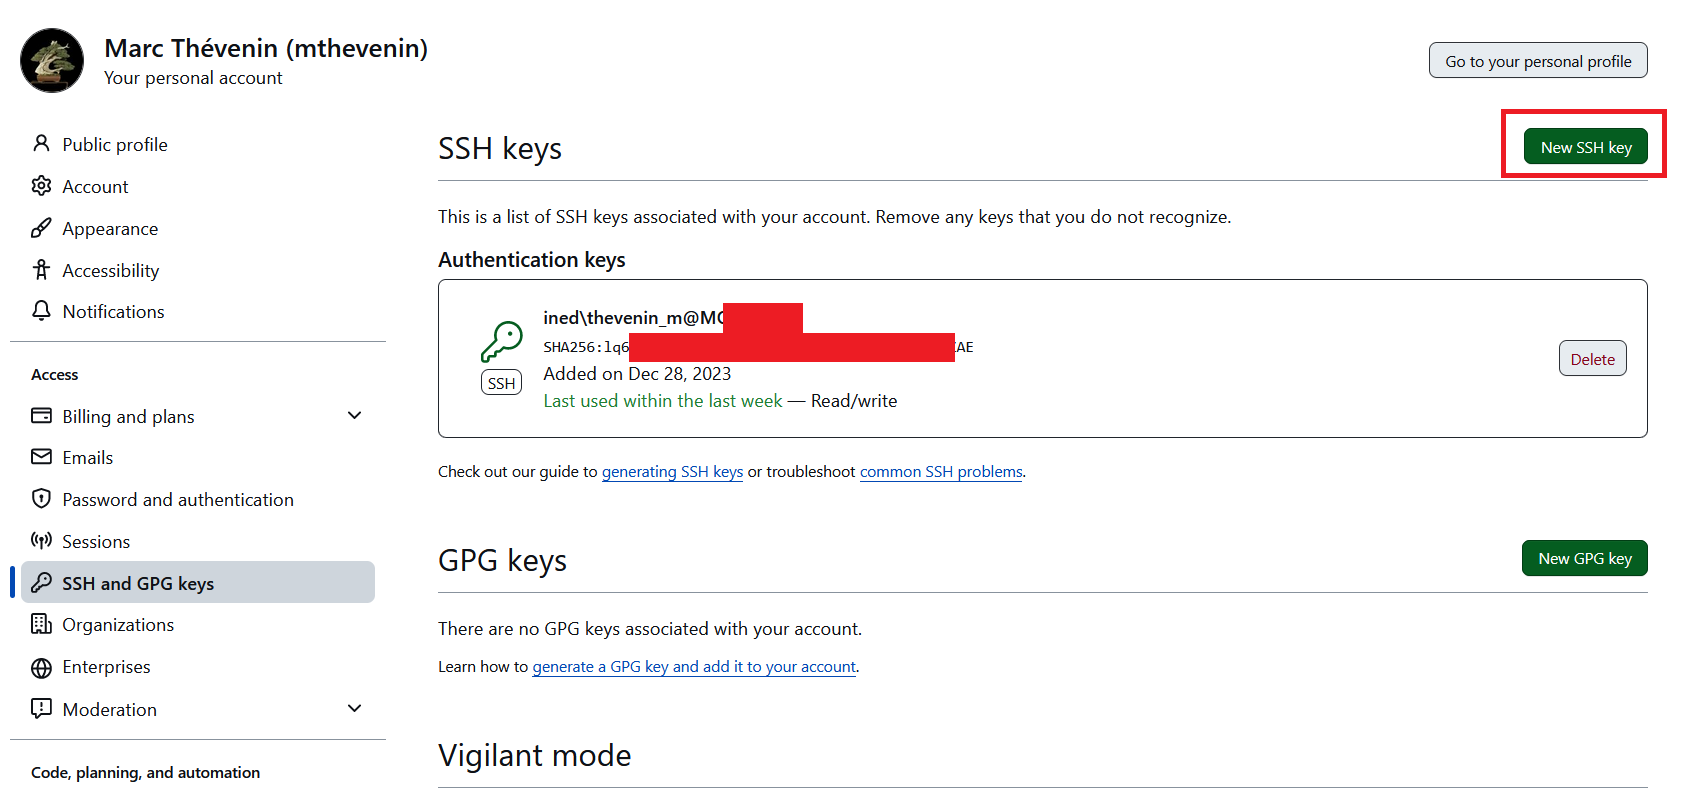 Marc Thévenin (mthevenin)
Your personal account
Go to your personal profile
Public profile
Account
Appearance
Accessibility
Notifications
Access
Billing and plans
Emails
Password and authentication
Sessions
SSH and GPG keys
Organizations
Enterprises
Moderation
Code, planning, and automation
SSH keys
New SSH key
This is a list of SSH keys associated with your account. Remove any keys that you do not recognize.
Authentication keys
ined\thevenin_m@M
SHA256:lq6 AE
SSH
Added on Dec 28, 2023
Last used within the last week — Read/write
Delete
Check out our guide to generating SSH keys or troubleshoot common SSH problems.
GPG keys
New GPG key
There are no GPG keys associated with your account.
Learn how to generate a GPG key and add it to your account.
Vigilant mode